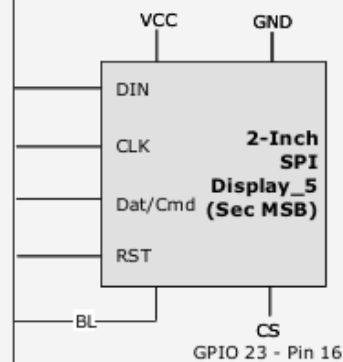 VCC
GND
DIN
CLK
2-Inch
SPI
Display_5
(Sec MSB)
Dat/Cmd
RST
BL
CS
GPIO 23 - Pin 16